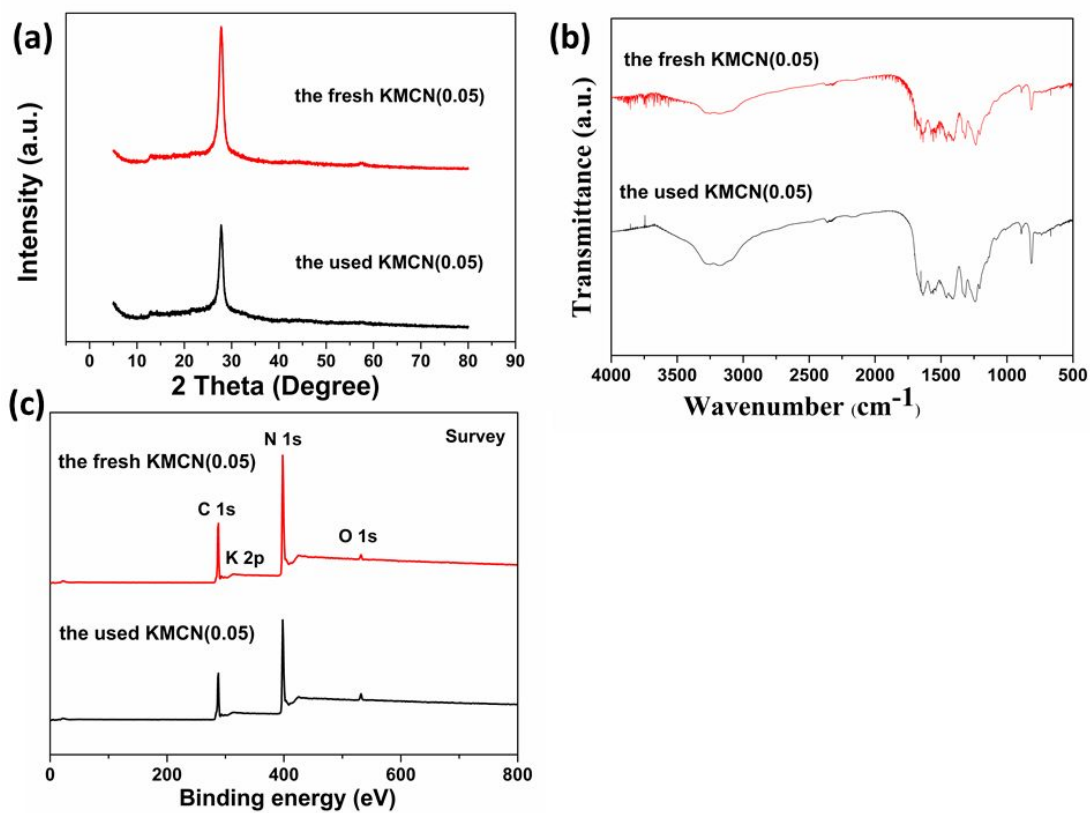 (a)
the fresh KMCN(0.05)
the used KMCN(0.05)
Intensity (a.u.)
0 10 20 30 40 50 60 70 80 90
2 Theta (Degree)
(b)
the fresh KMCN(0.05)
the used KMCN(0.05)
Transmittance (a.u.)
4000 3500 3000 2500 2000 1500 1000 500
Wavenumber (cm-1)
(c)
Survey
N 1s
the fresh KMCN(0.05)
C 1s
K 2p
O 1s
the used KMCN(0.05)
0 200 400 600 800
Binding energy (eV)